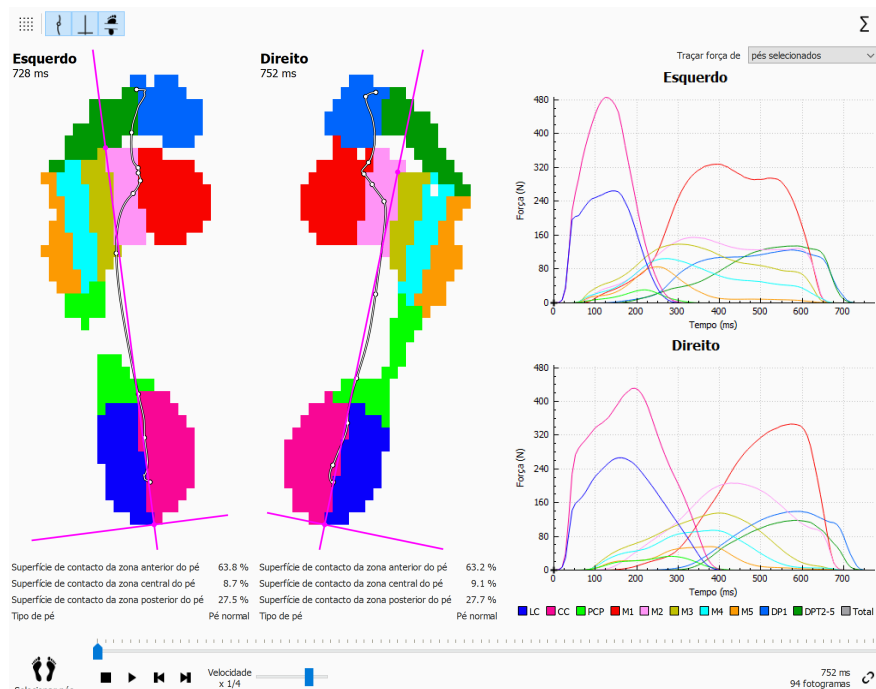 Σ
Traçar força de pés selecionados
Esquerdo
728 ms
Direito
752 ms
Esquerdo
Força (N)
480
400
320
240
160
80
0
0 100 200 300 400 500 600 700
Tempo (ms)
Direito
Força (N)
480
400
320
240
160
80
0
0 100 200 300 400 500 600 700
Tempo (ms)
LC CC PCP M1 M2 M3 M4 M5 DP1 DPT2-5 Total
Superfície de contacto da zona anterior do pé 63.8 %
Superfície de contacto da zona central do pé 8.7 %
Superfície de contacto da zona posterior do pé 27.5 %
Tipo de pé Pé normal
Superfície de contacto da zona anterior do pé 63.2 %
Superfície de contacto da zona central do pé 9.1 %
Superfície de contacto da zona posterior do pé 27.7 %
Tipo de pé Pé normal
Velocidade
x 1/4
752 ms
94 fotogramas